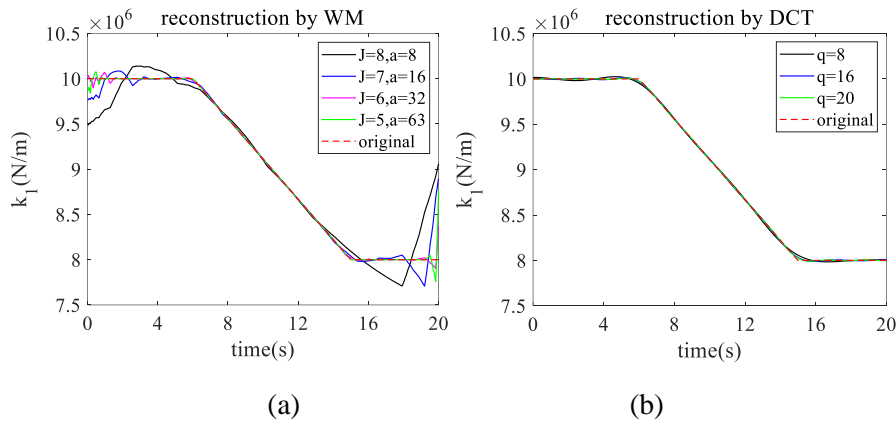 reconstruction by WM
×10⁶
10.5
10
9.5
9
8.5
8
7.5
k₁(N/m)
0 4 8 12 16 20
time(s)
J=8,a=8
J=7,a=16
J=6,a=32
J=5,a=63
original
(a)
reconstruction by DCT
×10⁶
10.5
10
9.5
9
8.5
8
7.5
k₁(N/m)
0 4 8 12 16 20
time(s)
q=8
q=16
q=20
original
(b)